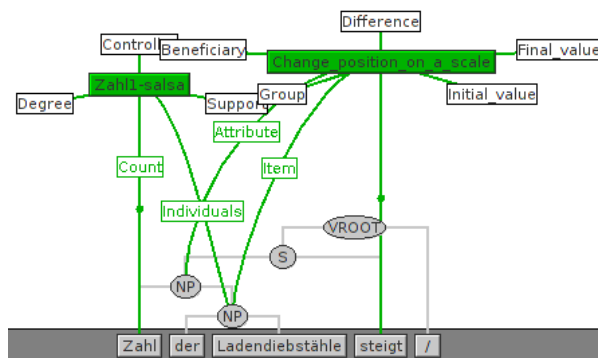 Difference
Controll Beneficiary Final_value
Change_position_on_a_scale
Zahl1-salsa
Degree Support Group Initial_value
Attribute
Count Item
Individuals
VROOT
S
NP
NP
Zahl der Ladendiebstähle steigt /